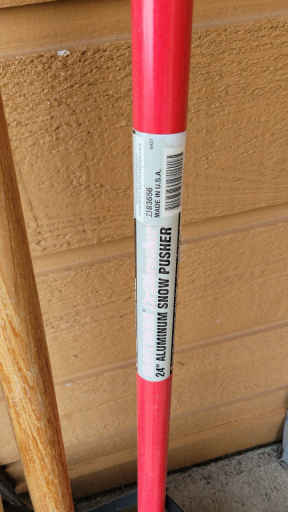 24" ALUMINUM SNOW PUSHER
MADE IN U.S.A.